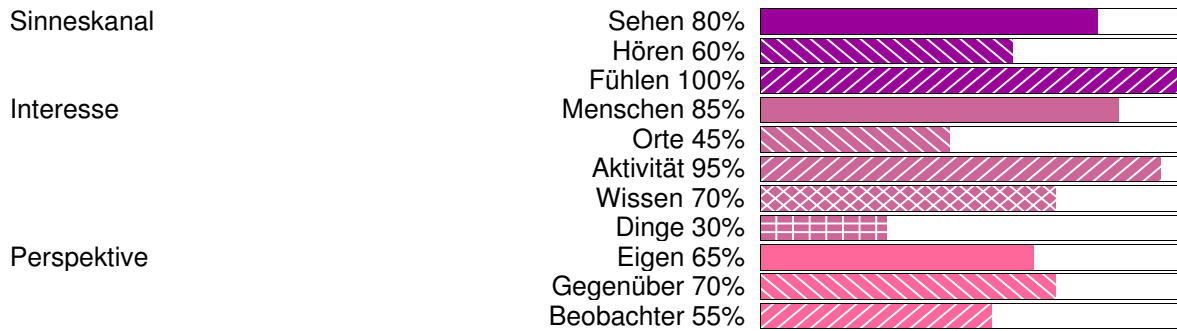 Sinneskanal Sehen 80%
Hören 60%
Fühlen 100%
Interesse Menschen 85%
Orte 45%
Aktivität 95%
Wissen 70%
Dinge 30%
Perspektive Eigen 65%
Gegenüber 70%
Beobachter 55%